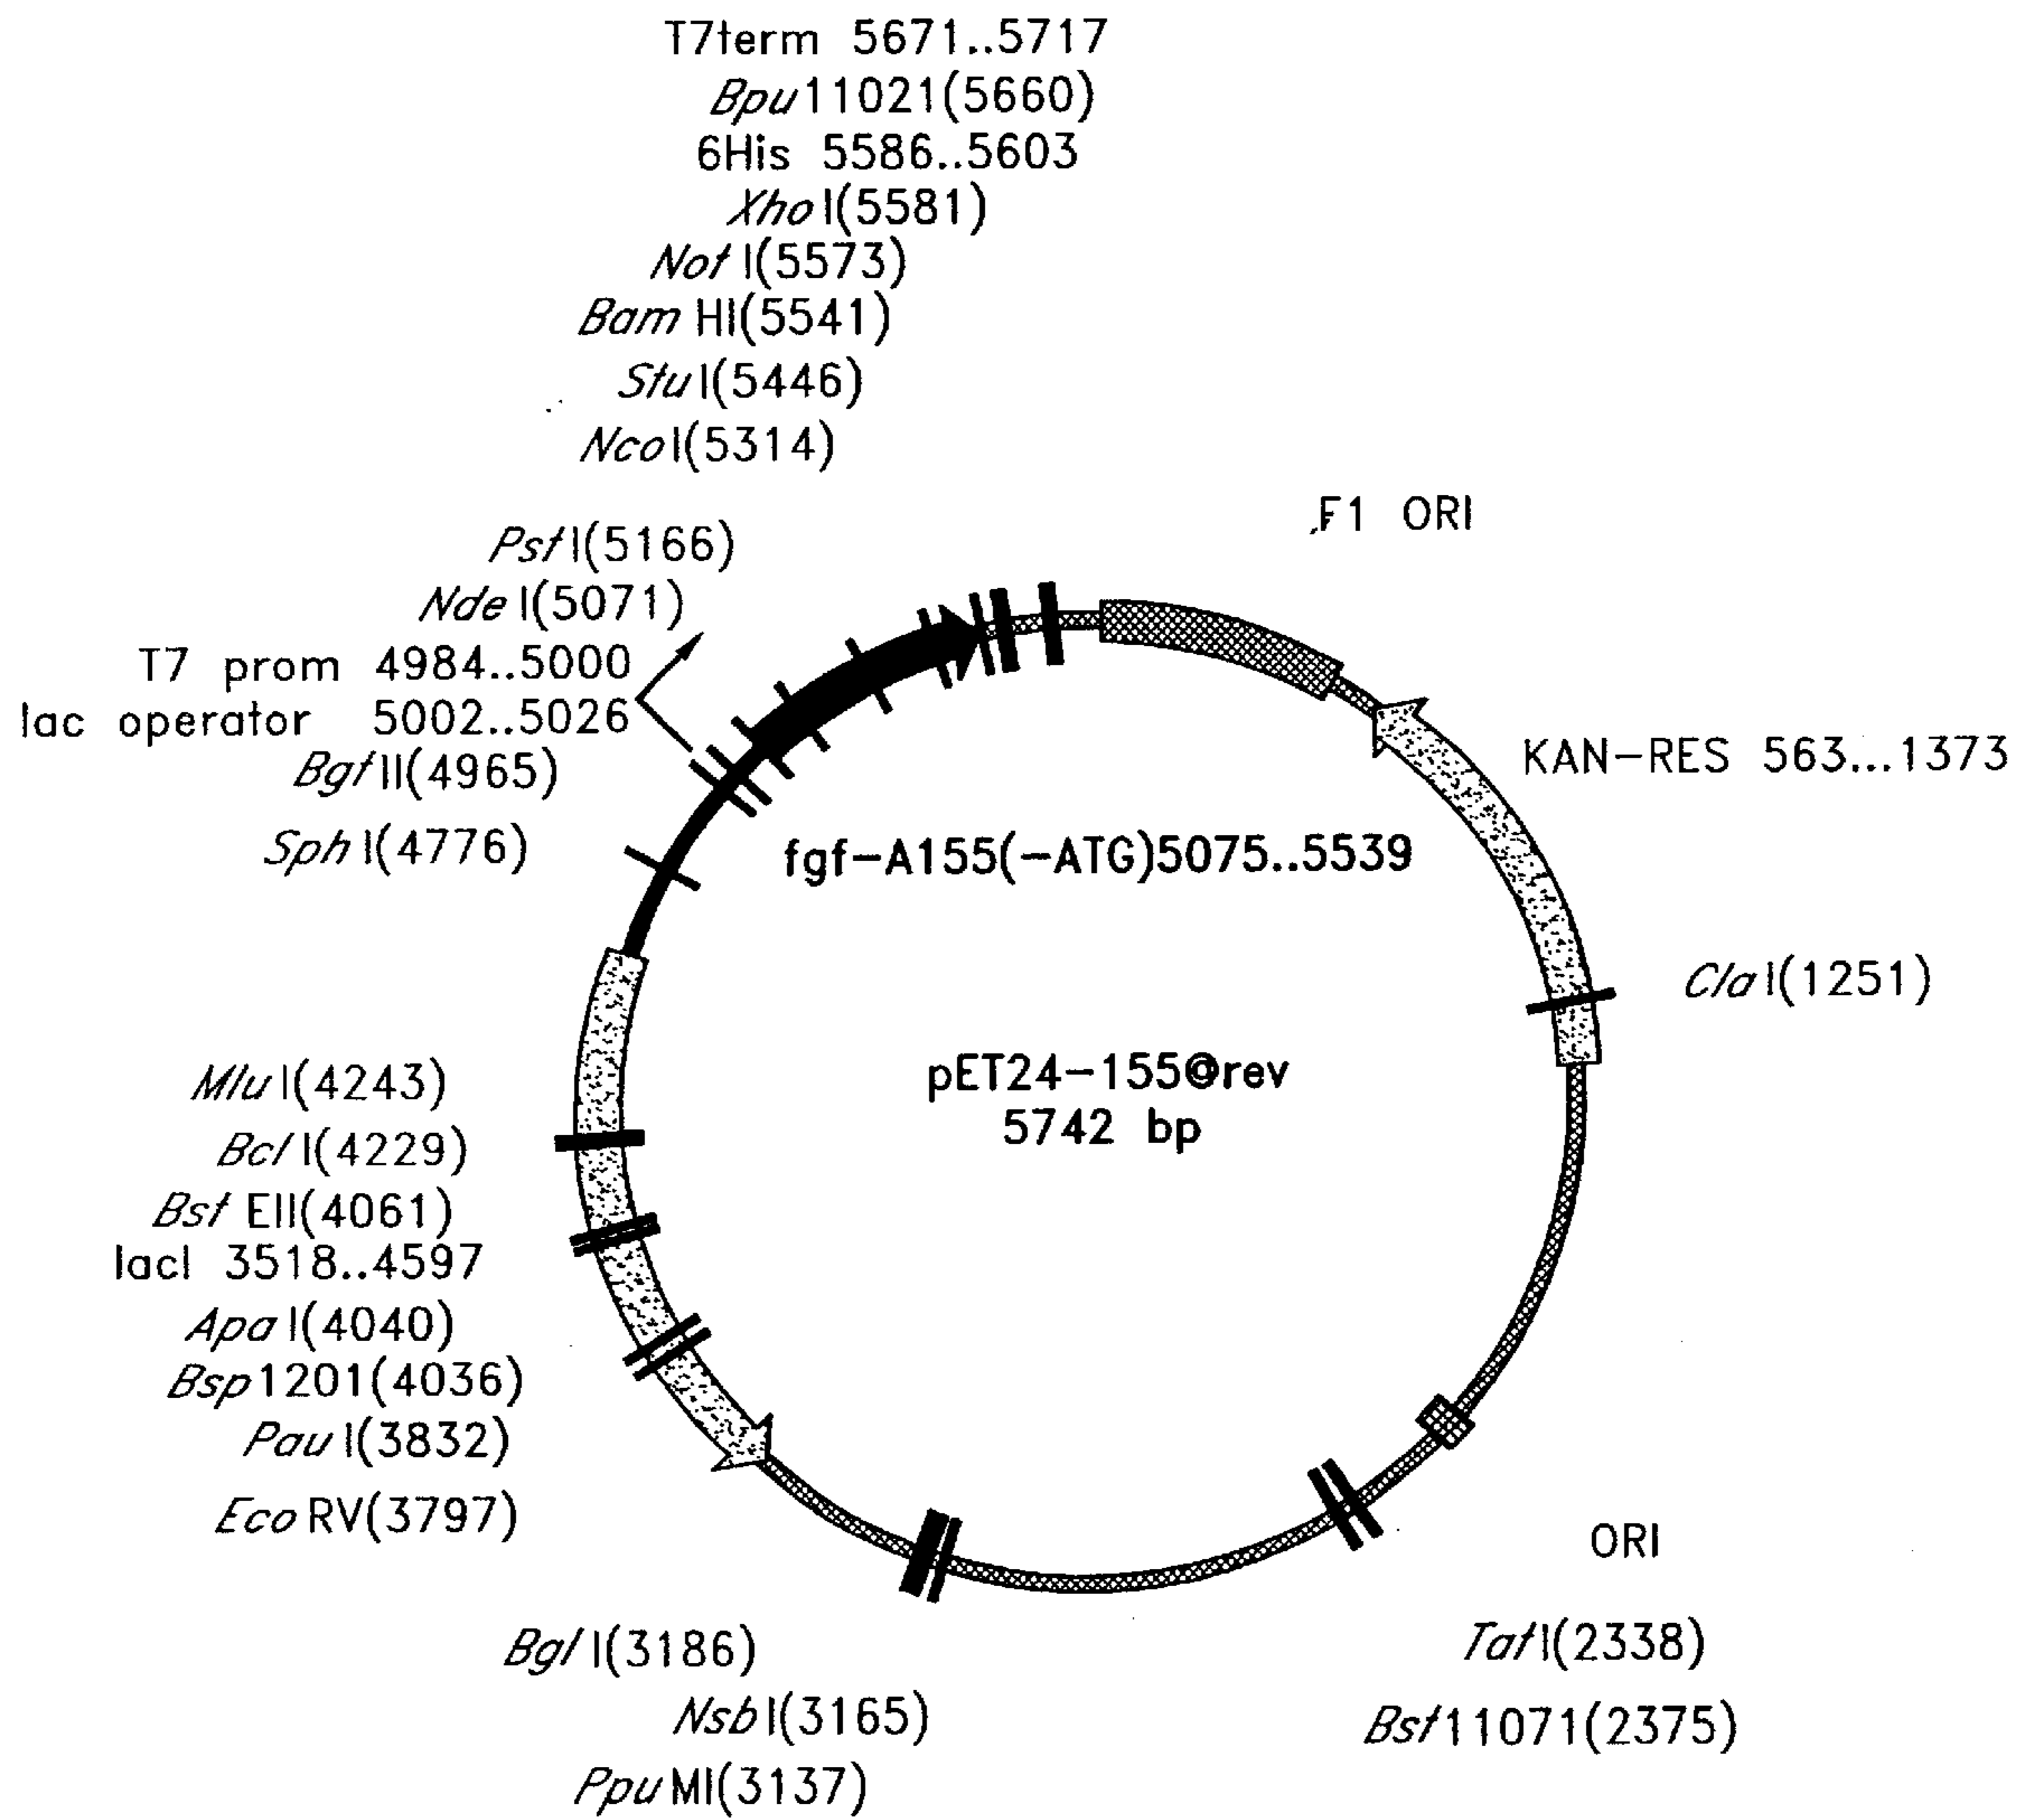 T7term 5671..5717
Bpu11021(5660)
6His 5586..5603
XhoI(5581)
NotI(5573)
BamHI(5541)
StuI(5446)
NcoI(5314)
F1 ORI
PstI(5166)
NdeI(5071)
T7 prom 4984..5000
lac operator 5002..5026
KAN-RES 563...1373
BglII(4965)
SphI(4776)
fgf-A155(-ATG)5075..5539
ClaI(1251)
pET24-155@rev
5742 bp
MluI(4243)
BclI(4229)
BstEII(4061)
lacI 3518..4597
ApaI(4040)
Bsp1201(4036)
PauI(3832)
EcoRV(3797)
ORI
BglI(3186)
TatI(2338)
NsbI(3165)
Bst11071(2375)
PpuMI(3137)